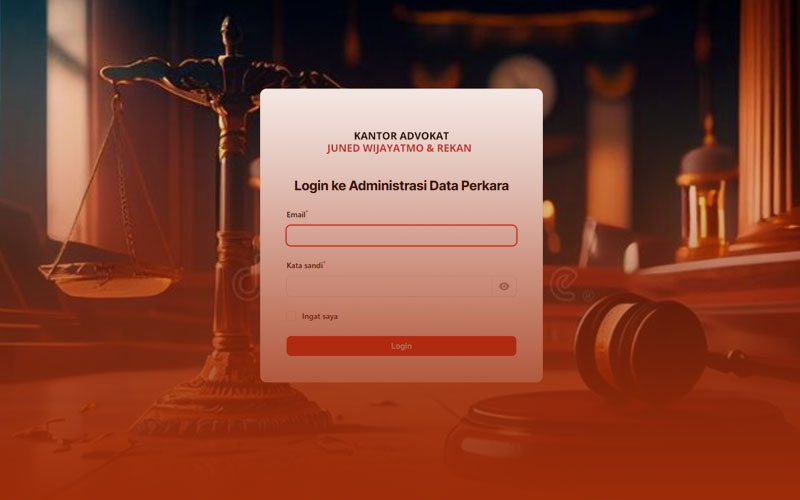 KANTOR ADVOKAT
JUNED WIJAYATMO & REKAN
Login ke Administrasi Data Perkara
Email*
Kata sandi*
Ingat saya
Login